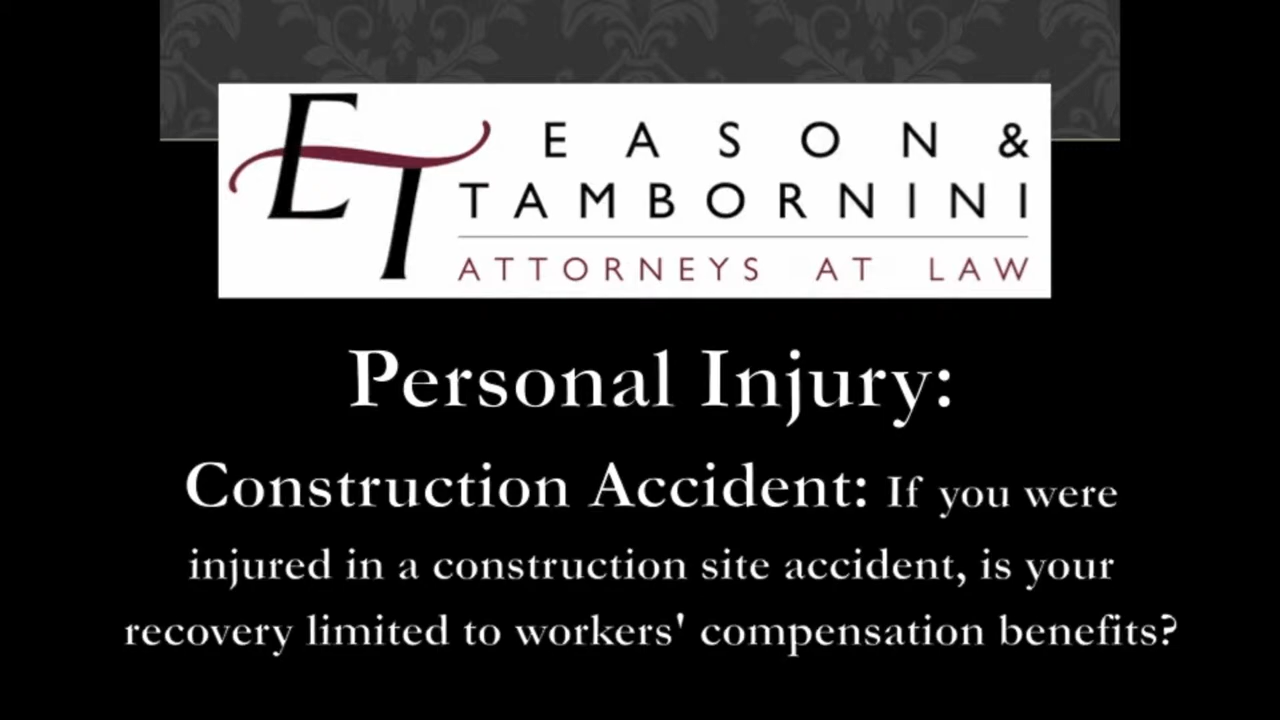 ET
EASON &
TAMBORNINI
ATTORNEYS AT LAW
Personal Injury:
Construction Accident: If you were
injured in a construction site accident, is your
recovery limited to workers' compensation benefits?